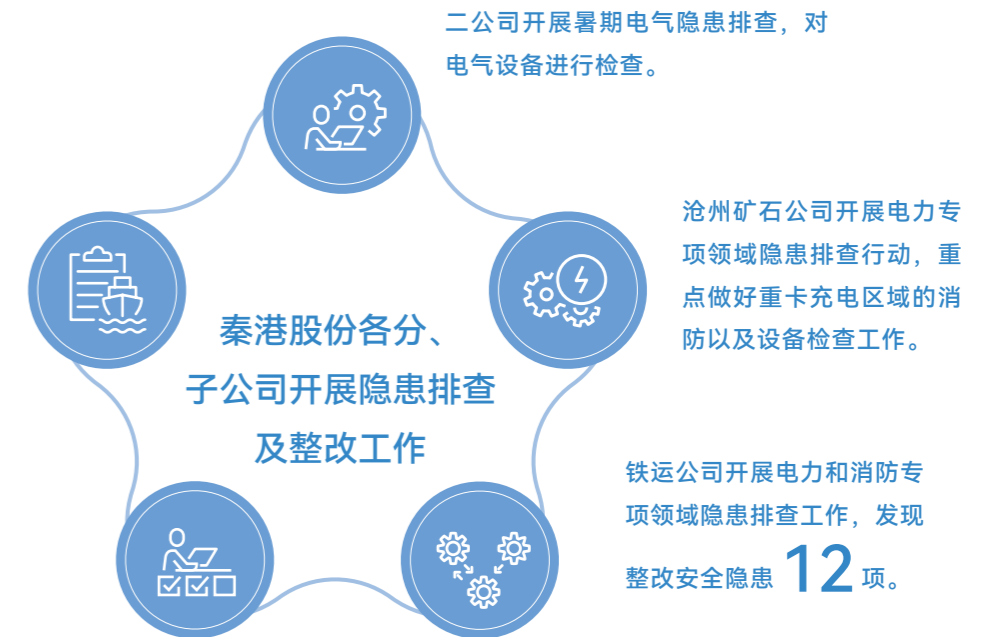 二公司开展暑期电气隐患排查，对
电气设备进行检查。
沧州矿石公司开展电力专
项领域隐患排查行动，重
点做好重卡充电区域的消
防以及设备检查工作。
秦港股份各分、
子公司开展隐患排查
及整改工作
铁运公司开展电力和消防专
项领域隐患排查工作，发现
整改安全隐患 12 项。